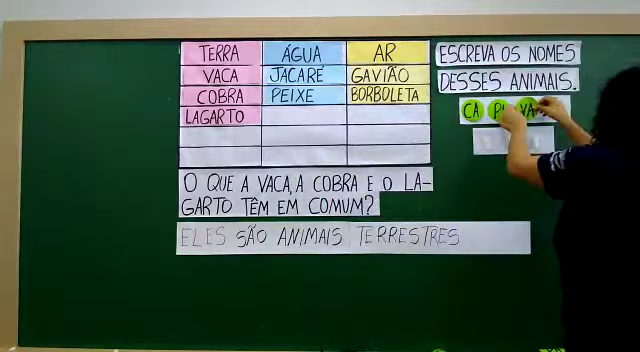 TERRA ÁGUA AR
VACA JACARÉ GAVIÃO
COBRA PEIXE BORBOLETA
LAGARTO
O QUE A VACA, A COBRA E O LA-
GARTO TÊM EM COMUM?
ELES SÃO ANIMAIS TERRESTRES
ESCREVA OS NOMES
DESSES ANIMAIS.
CA PI VA